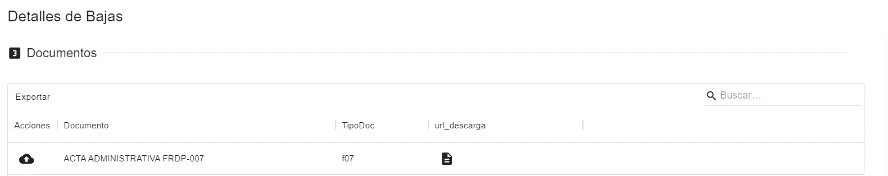 Detalles de Bajas
3 Documentos
Exportar
Buscar...
Acciones Documento TipoDoc url_descarga
ACTA ADMINISTRATIVA FRDP-007 f07